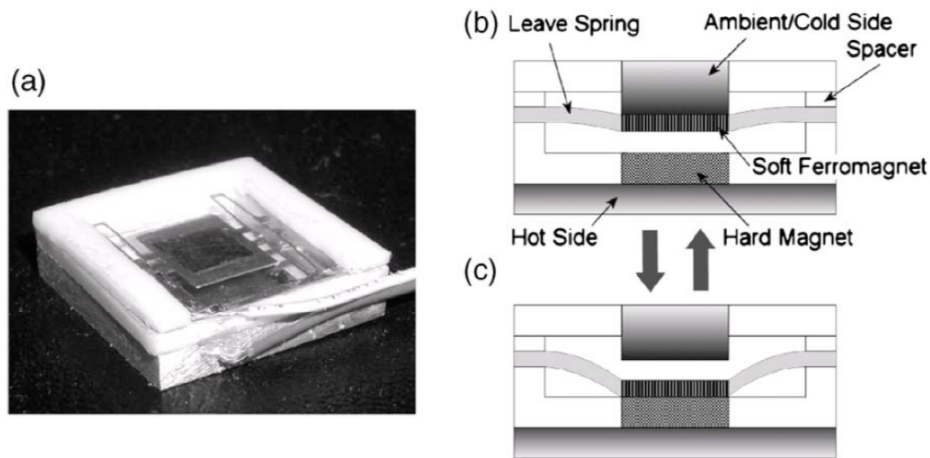 (a)
(b)
Leave Spring
Ambient/Cold Side
Spacer
Soft Ferromagnet
Hot Side
Hard Magnet
(c)